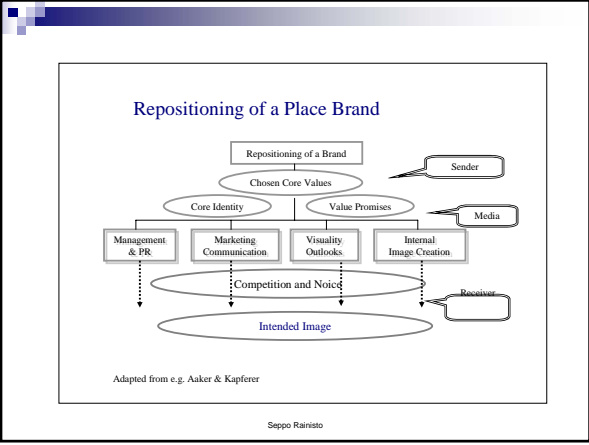 Repositioning of a Place Brand
Repositioning of a Brand
Sender
Chosen Core Values
Core Identity
Value Promises
Media
Management
& PR
Marketing
Communication
Visuality
Outlooks
Internal
Image Creation
Competition and Noice
Receiver
Intended Image
Adapted from e.g. Aaker & Kapferer
Seppo Rainisto